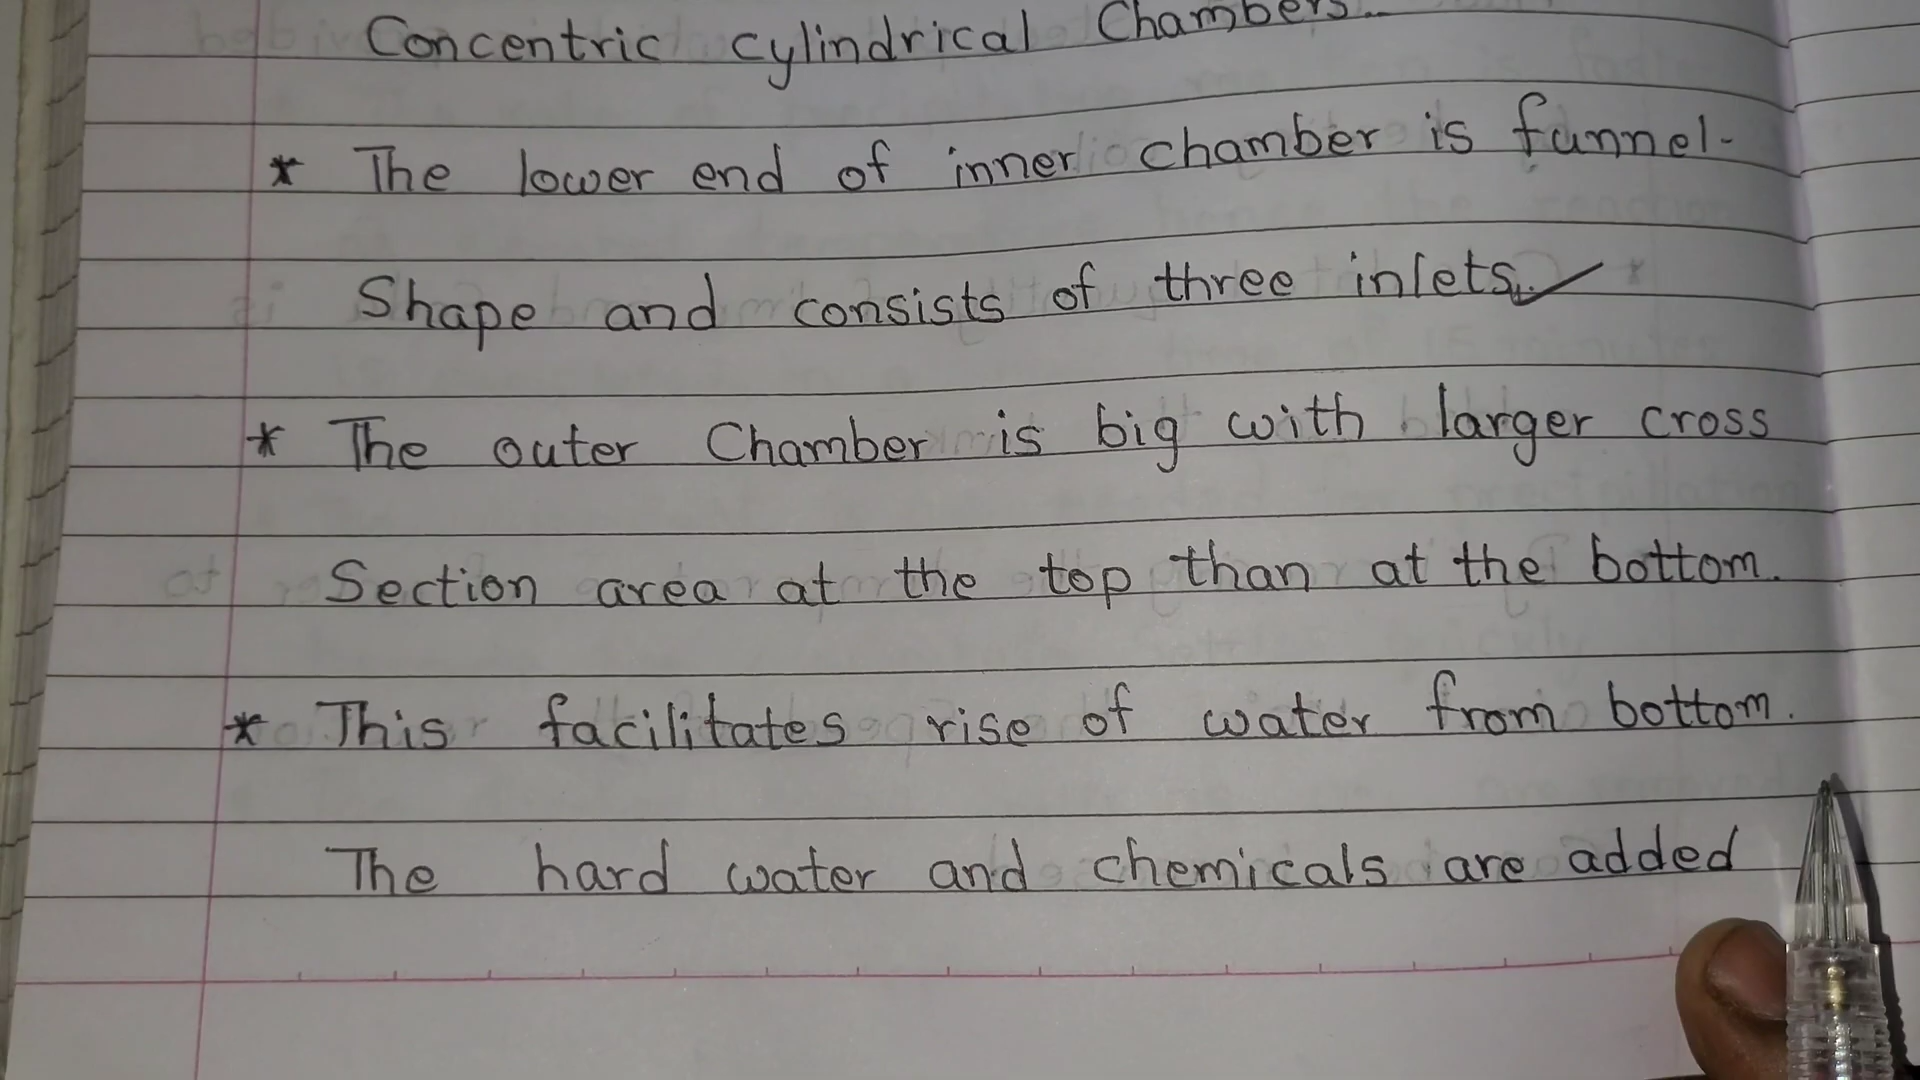 Concentric cylindrical Chambers.
* The lower end of inner chamber is funnel-
Shape and consists of three inlets.
* The outer Chamber is big with larger cross
Section area at the top than at the bottom.
* This facilitates rise of water from bottom.
The hard water and chemicals are added